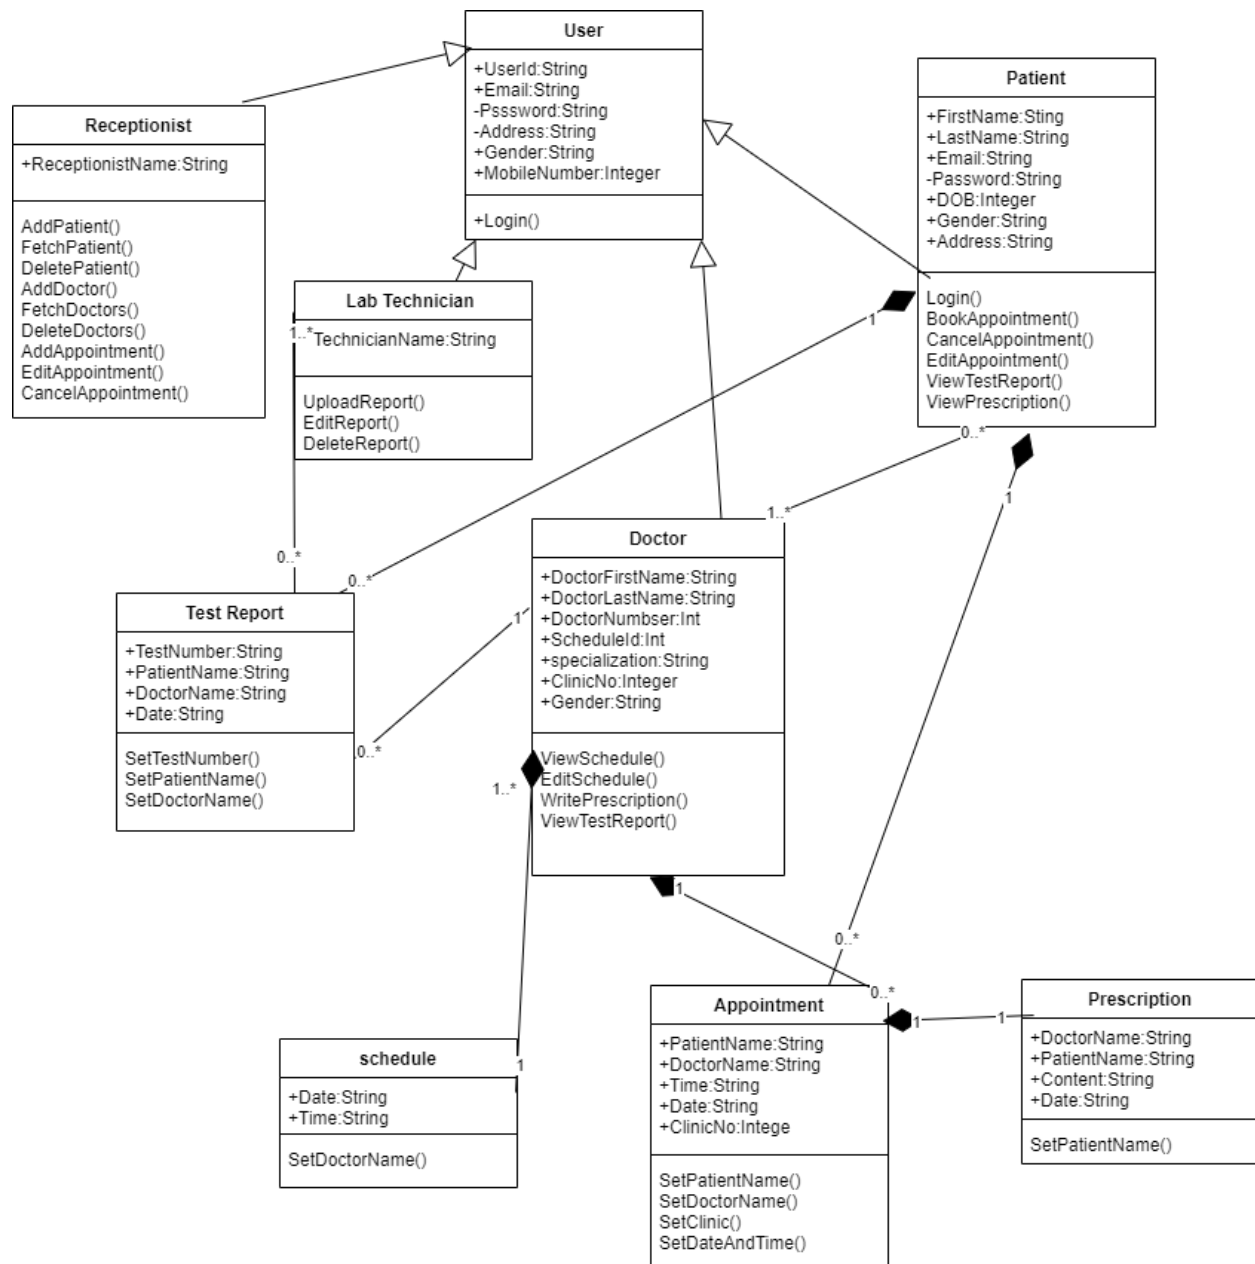 User
+UserId:String
+Email:String
-Psssword:String
-Address:String
+Gender:String
+MobileNumber:Integer
+Login()
Patient
+FirstName:Sting
+LastName:String
+Email:String
-Password:String
+DOB:Integer
+Gender:String
+Address:String
Login()
BookAppointment()
CancelAppointment()
EditAppointment()
ViewTestReport()
ViewPrescription()
Receptionist
+ReceptionistName:String
AddPatient()
FetchPatient()
DeletePatient()
AddDoctor()
FetchDoctors()
DeleteDoctors()
AddAppointment()
EditAppointment()
CancelAppointment()
Lab Technician
1..*
TechnicianName:String
UploadReport()
EditReport()
DeleteReport()
1
0..*
1
1..*
0..*
0..*
Doctor
+DoctorFirstName:String
+DoctorLastName:String
+DoctorNumbser:Int
+ScheduleId:Int
+specialization:String
+ClinicNo:Integer
+Gender:String
ViewSchedule()
EditSchedule()
WritePrescription()
ViewTestReport()
Test Report
+TestNumber:String
+PatientName:String
+DoctorName:String
+Date:String
SetTestNumber()
SetPatientName()
SetDoctorName()
1
0..*
1..*
1
0..*
0..*
schedule
+Date:String
+Time:String
SetDoctorName()
1
Appointment
+PatientName:String
+DoctorName:String
+Time:String
+Date:String
+ClinicNo:Intege
SetPatientName()
SetDoctorName()
SetClinic()
SetDateAndTime()
1
1
Prescription
+DoctorName:String
+PatientName:String
+Content:String
+Date:String
SetPatientName()